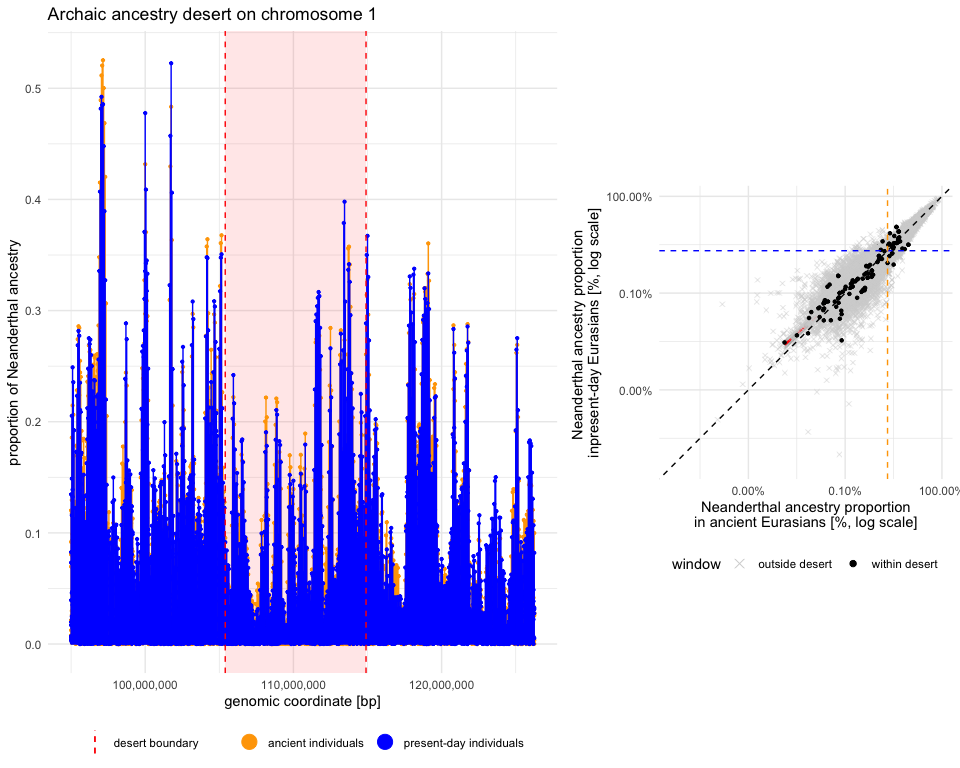 Archaic ancestry desert on chromosome 1
proportion of Neanderthal ancestry
0.5
0.4
0.3
0.2
0.1
0.0
100,000,000
110,000,000
120,000,000
genomic coordinate [bp]
desert boundary
ancient individuals
present-day individuals
Neanderthal ancestry proportion
inpresent-day Eurasians [%, log scale]
100.00%
0.10%
0.00%
0.00%
0.10%
100.00%
Neanderthal ancestry proportion
in ancient Eurasians [%, log scale]
window
outside desert
within desert